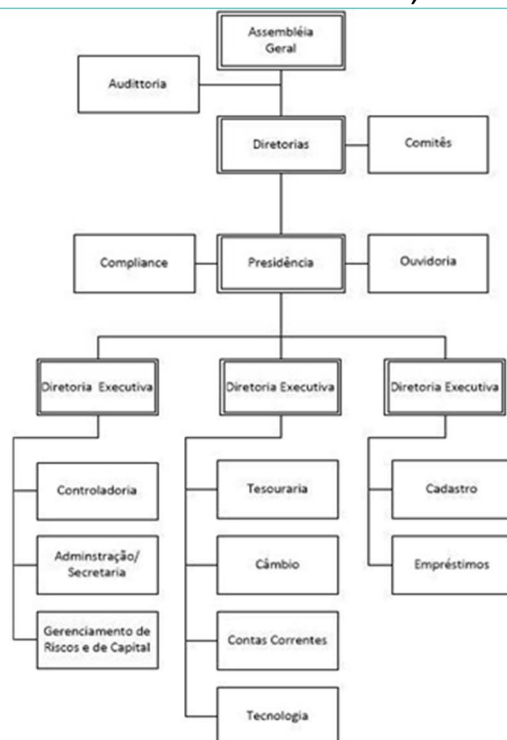 Assembléia
Geral
Audittoria
Diretorias
Comitês
Compliance
Presidência
Ouvidoria
Diretoria Executiva
Diretoria Executiva
Diretoria Executiva
Controladoria
Tesouraria
Cadastro
Adminstração/
Secretaria
Câmbio
Empréstimos
Gerenciamento de
Riscos e de Capital
Contas Correntes
Tecnologia